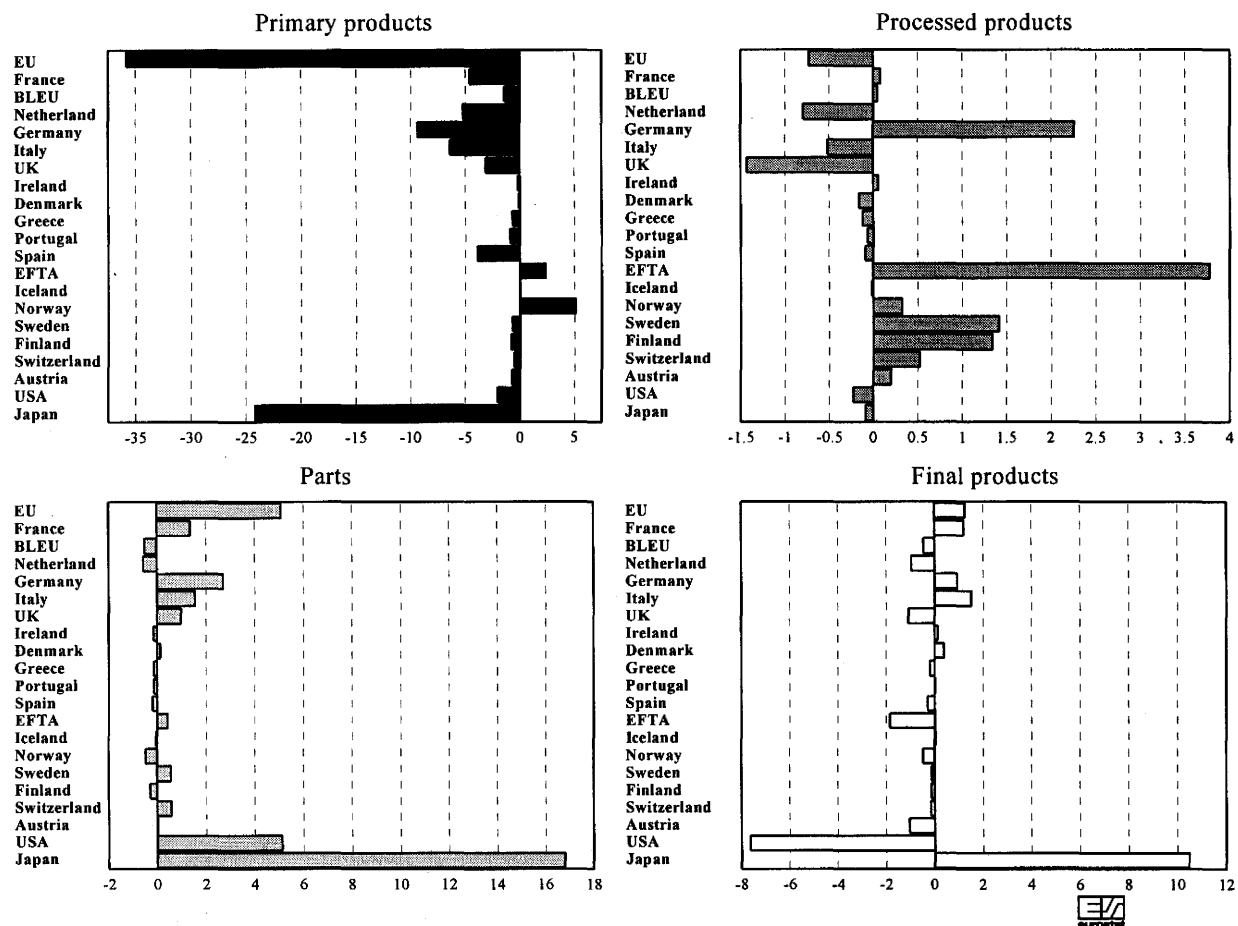 Primary products
EU
France
BLEU
Netherland
Germany
Italy
UK
Ireland
Denmark
Greece
Portugal
Spain
EFTA
Iceland
Norway
Sweden
Finland
Switzerland
Austria
USA
Japan
-35 -30 -25 -20 -15 -10 -5 0 5
Processed products
EU
France
BLEU
Netherland
Germany
Italy
UK
Ireland
Denmark
Greece
Portugal
Spain
EFTA
Iceland
Norway
Sweden
Finland
Switzerland
Austria
USA
Japan
-1.5 -1 -0.5 0 0.5 1 1.5 2 2.5 3 3.5 4
Parts
EU
France
BLEU
Netherland
Germany
Italy
UK
Ireland
Denmark
Greece
Portugal
Spain
EFTA
Iceland
Norway
Sweden
Finland
Switzerland
Austria
USA
Japan
-2 0 2 4 6 8 10 12 14 16 18
Final products
EU
France
BLEU
Netherland
Germany
Italy
UK
Ireland
Denmark
Greece
Portugal
Spain
EFTA
Iceland
Norway
Sweden
Finland
Switzerland
Austria
USA
Japan
-8 -6 -4 -2 0 2 4 6 8 10 12